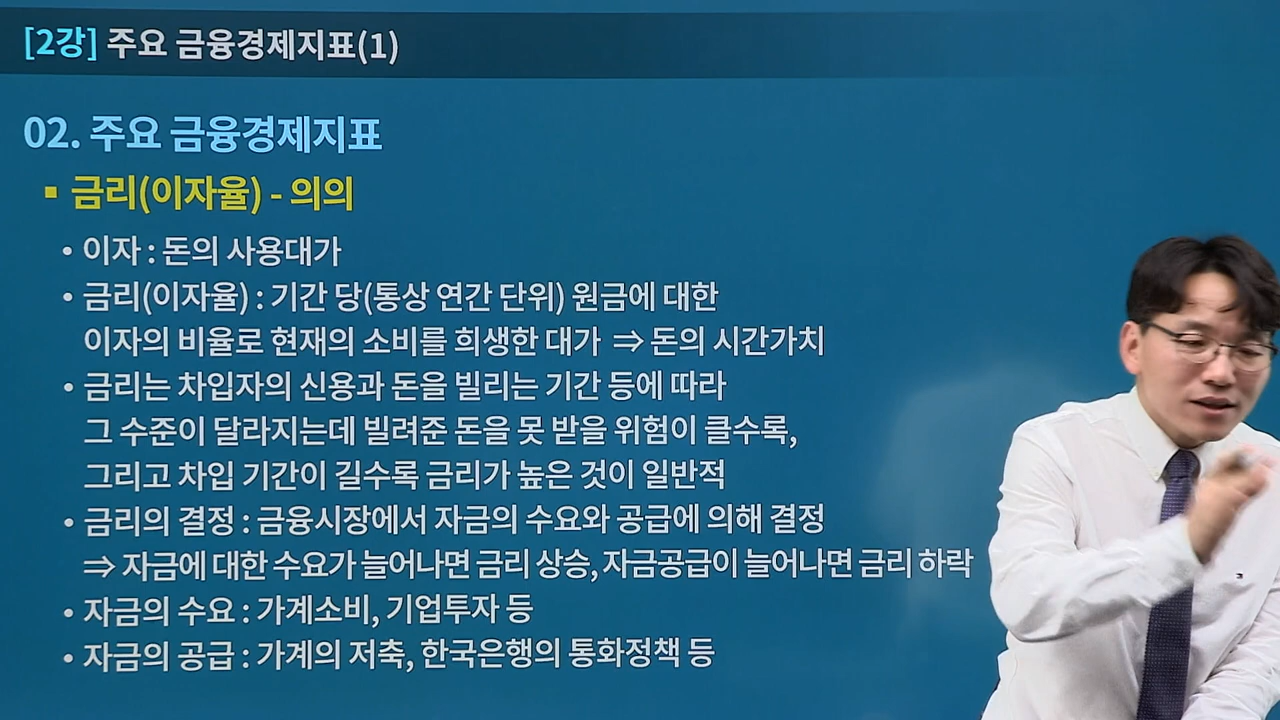 [2강] 주요 금융경제지표(1)
02. 주요 금융경제지표
▪ 금리(이자율) - 의의
• 이자 : 돈의 사용대가
• 금리(이자율) : 기간 당(통상 연간 단위) 원금에 대한
이자의 비율로 현재의 소비를 희생한 대가 ⇒ 돈의 시간가치
• 금리는 차입자의 신용과 돈을 빌리는 기간 등에 따라
그 수준이 달라지는데 빌려준 돈을 못 받을 위험이 클수록,
그리고 차입 기간이 길수록 금리가 높은 것이 일반적
• 금리의 결정 : 금융시장에서 자금의 수요와 공급에 의해 결정
⇒ 자금에 대한 수요가 늘어나면 금리 상승, 자금공급이 늘어나면 금리 하락
• 자금의 수요 : 가계소비, 기업투자 등
• 자금의 공급 : 가계의 저축, 한국은행의 통화정책 등